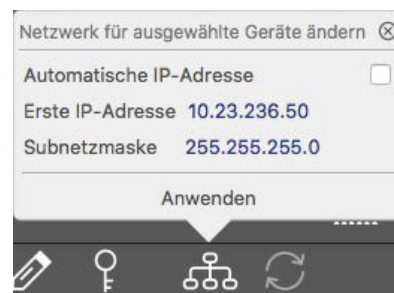 Netzwerk für ausgewählte Geräte ändern
Automatische IP-Adresse
Erste IP-Adresse 10.23.236.50
Subnetzmaske 255.255.255.0
Anwenden